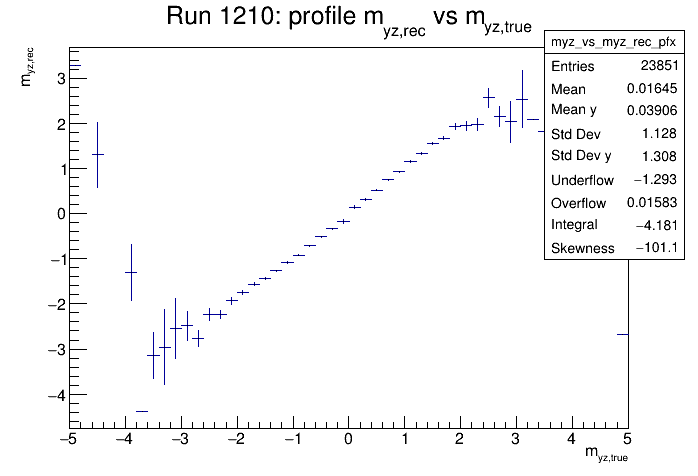 Run 1210: profile m_yz,rec vs m_yz,true
myz_vs_myz_rec_pfx
Entries 23851
Mean 0.01645
Mean y 0.03906
Std Dev 1.128
Std Dev y 1.308
Underflow −1.293
Overflow 0.01583
Integral −4.181
Skewness −101.1
m_yz,rec
3
2
1
0
−1
−2
−3
−4
−5 −4 −3 −2 −1 0 1 2 3 4 5
m_yz,true